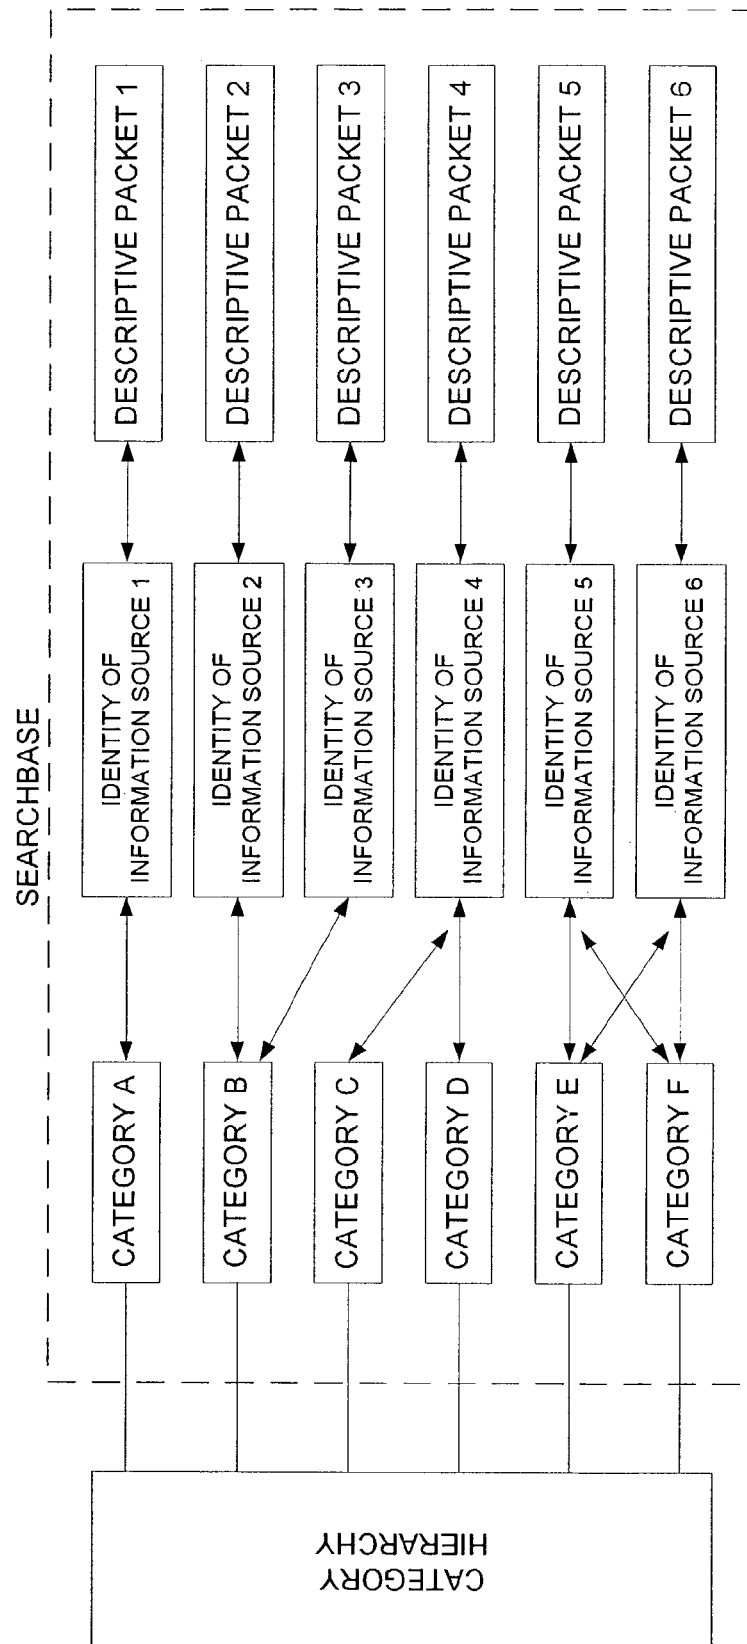 SEARCHBASE
DESCRIPTIVE PACKET 1
DESCRIPTIVE PACKET 2
DESCRIPTIVE PACKET 3
DESCRIPTIVE PACKET 4
DESCRIPTIVE PACKET 5
DESCRIPTIVE PACKET 6
IDENTITY OF
INFORMATION SOURCE 1
IDENTITY OF
INFORMATION SOURCE 2
IDENTITY OF
INFORMATION SOURCE 3
IDENTITY OF
INFORMATION SOURCE 4
IDENTITY OF
INFORMATION SOURCE 5
IDENTITY OF
INFORMATION SOURCE 6
CATEGORY A
CATEGORY B
CATEGORY C
CATEGORY D
CATEGORY E
CATEGORY F
CATEGORY
HIERARCHY